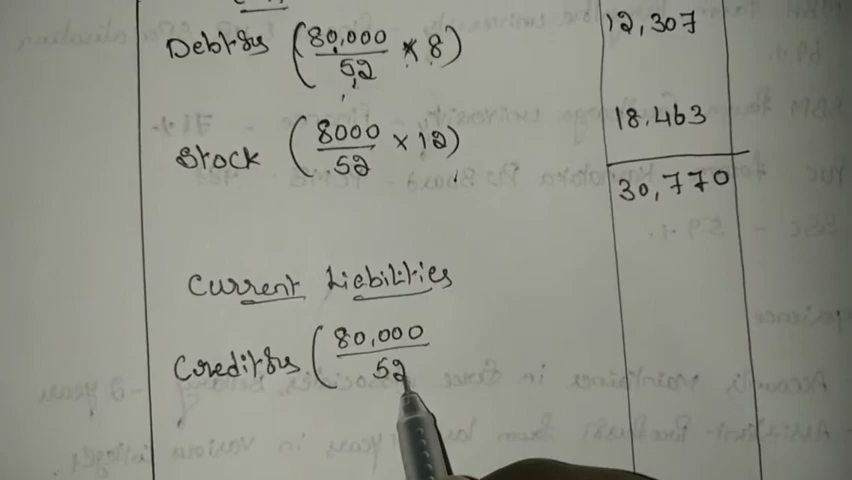 Debtors (80,000/52 × 8) 12,307
Stock (8000/52 × 12) 18,463
30,770
Current Liebilities
Creditors (80,000/52